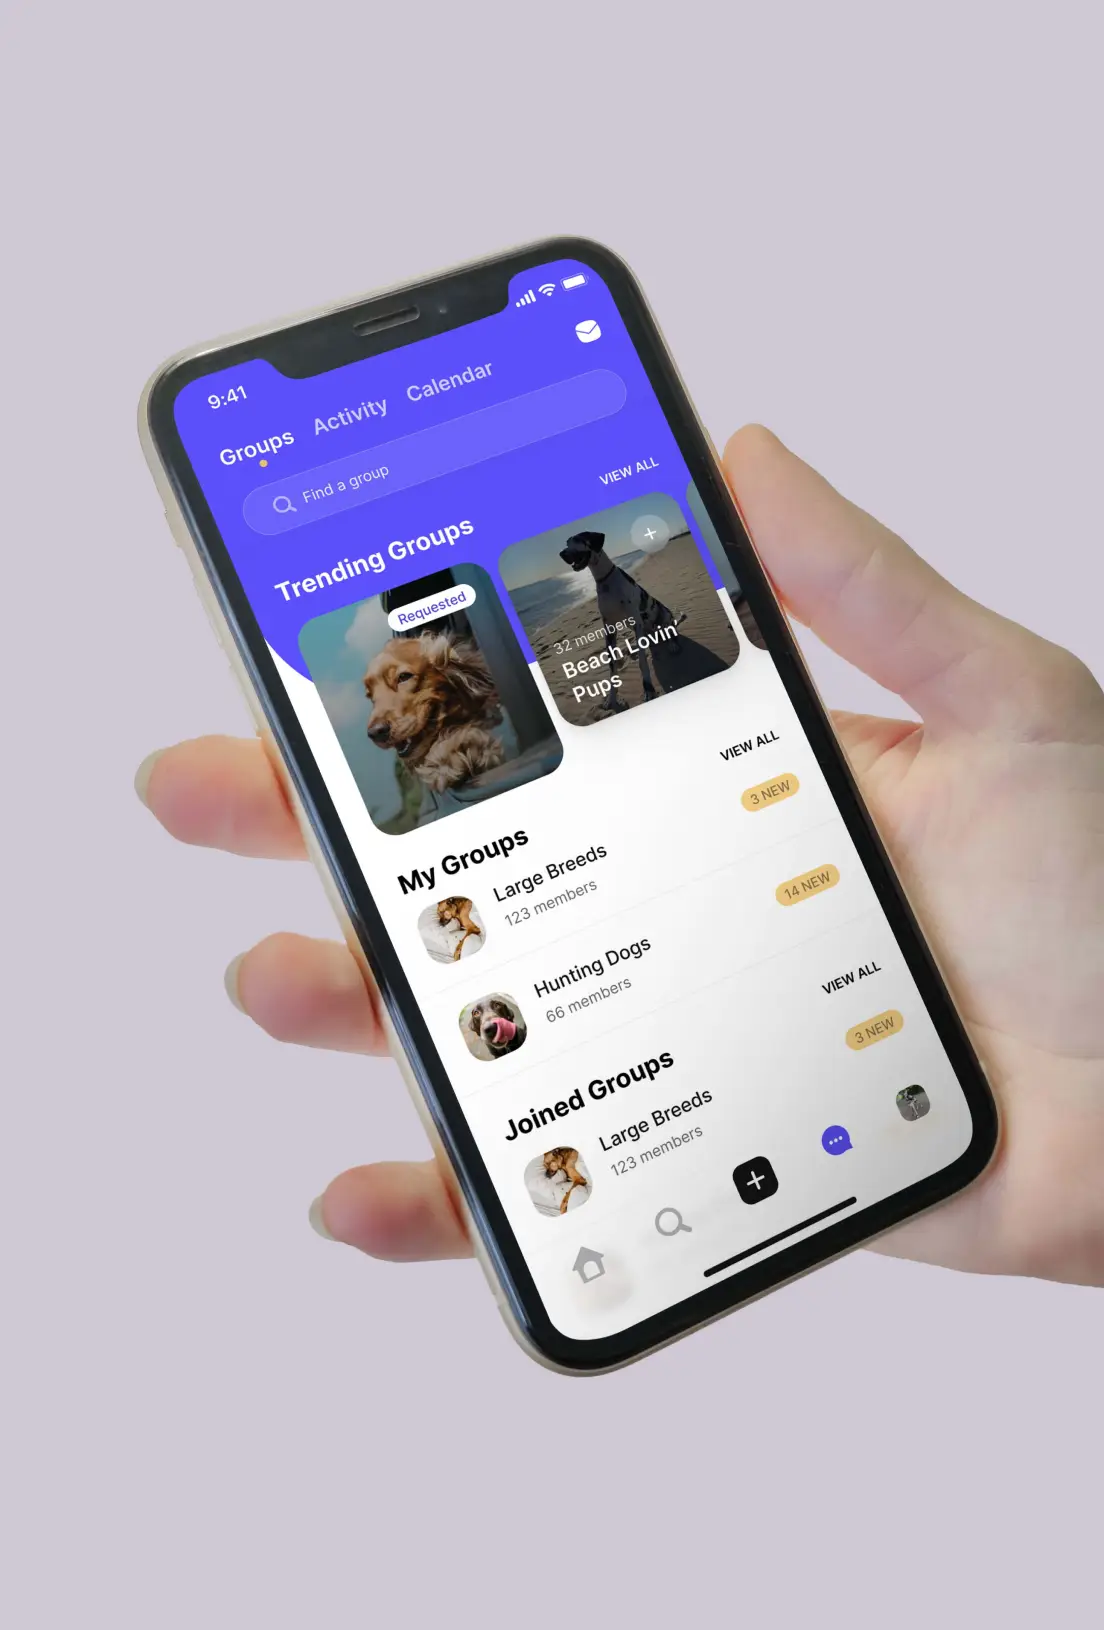 9:41
Groups Activity Calendar
Find a group
Trending Groups VIEW ALL
Requested
32 members
Beach Lovin'
Pups
My Groups VIEW ALL
Large Breeds 3 NEW
123 members
Hunting Dogs 14 NEW
66 members
Joined Groups VIEW ALL
Large Breeds 3 NEW
123 members